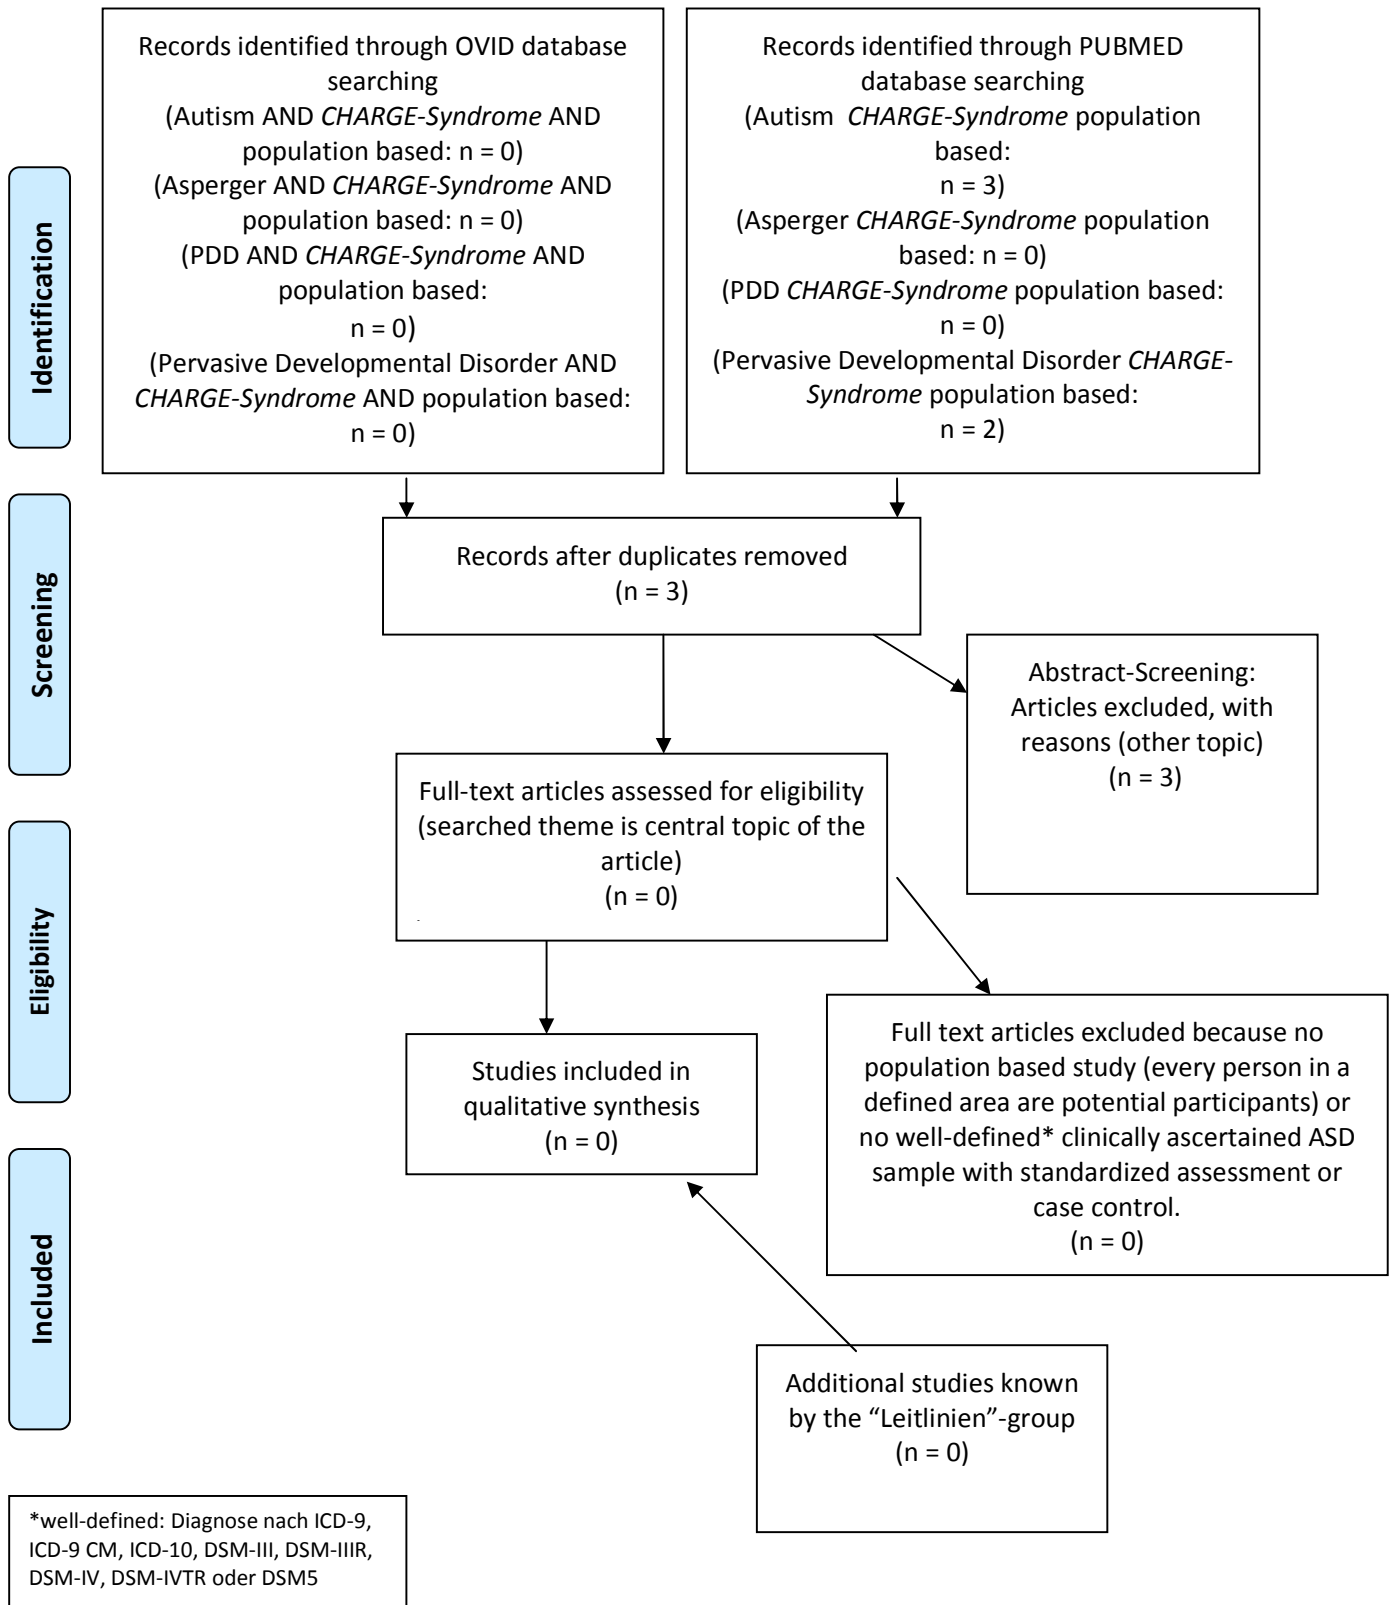 Records identified through OVID database
searching
(Autism AND CHARGE-Syndrome AND
population based: n = 0)
(Asperger AND CHARGE-Syndrome AND
population based: n = 0)
(PDD AND CHARGE-Syndrome AND
population based:
n = 0)
(Pervasive Developmental Disorder AND
CHARGE-Syndrome AND population based:
n = 0)
Records identified through PUBMED
database searching
(Autism  CHARGE-Syndrome population
based:
n = 3)
(Asperger CHARGE-Syndrome population
based: n = 0)
(PDD CHARGE-Syndrome population based:
n = 0)
(Pervasive Developmental Disorder CHARGE-
Syndrome population based:
n = 2)
Identification
Records after duplicates removed
(n = 3)
Screening
Abstract-Screening:
Articles excluded, with
reasons (other topic)
(n = 3)
Full-text articles assessed for eligibility
(searched theme is central topic of the
article)
(n = 0)
Eligibility
Full text articles excluded because no
population based study (every person in a
defined area are potential participants) or
no well-defined* clinically ascertained ASD
sample with standardized assessment or
case control.
(n = 0)
Studies included in
qualitative synthesis
(n = 0)
Included
Additional studies known
by the “Leitlinien”-group
(n = 0)
*well-defined: Diagnose nach ICD-9,
ICD-9 CM, ICD-10, DSM-III, DSM-IIIR,
DSM-IV, DSM-IVTR oder DSM5